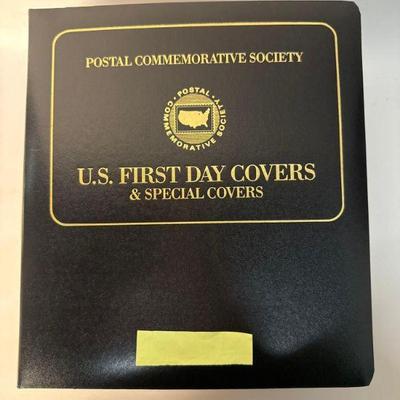 POSTAL COMMEMORATIVE SOCIETY
· POSTAL ·
COMMEMORATIVE SOCIETY
U.S. FIRST DAY COVERS
& SPECIAL COVERS